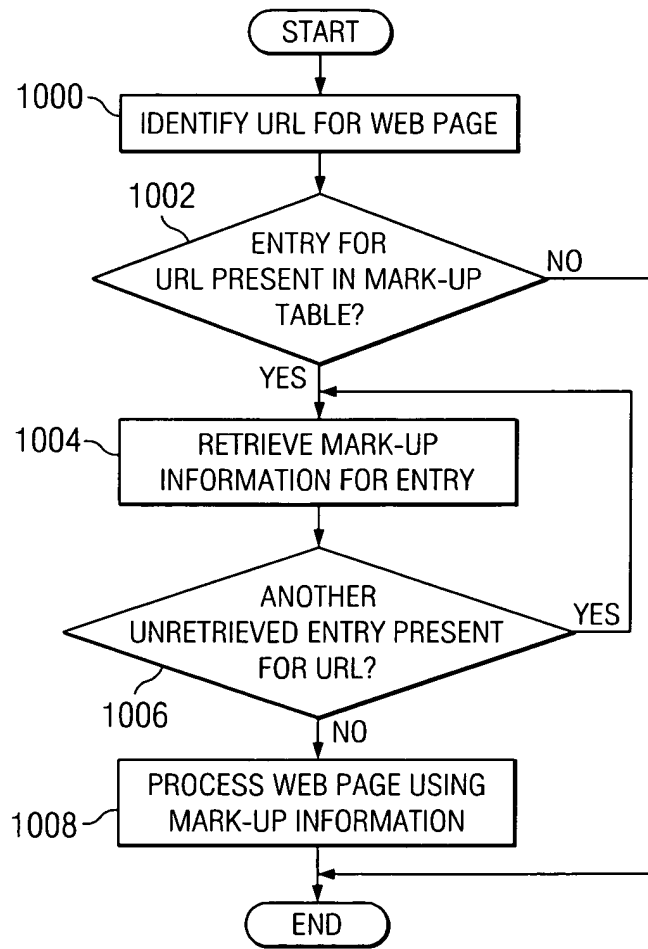 START
1000
IDENTIFY URL FOR WEB PAGE
1002
ENTRY FOR
URL PRESENT IN MARK-UP
TABLE?
NO
YES
1004
RETRIEVE MARK-UP
INFORMATION FOR ENTRY
ANOTHER
UNRETRIEVED ENTRY PRESENT
FOR URL?
YES
1006
NO
1008
PROCESS WEB PAGE USING
MARK-UP INFORMATION
END